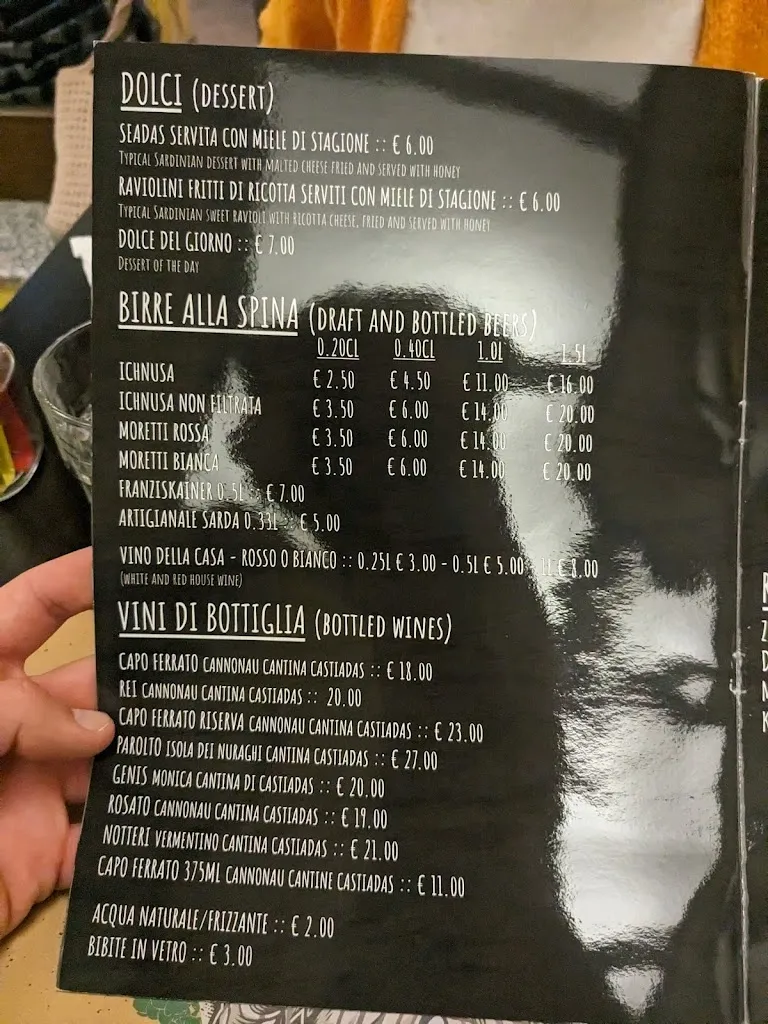 DOLCI (DESSERT)
SEADAS SERVITA CON MIELE DI STAGIONE :: € 6.00
TYPICAL SARDINIAN DESSERT WITH MALTED CHEESE FRIED AND SERVED WITH HONEY
RAVIOLINI FRITTI DI RICOTTA SERVITI CON MIELE DI STAGIONE :: € 6.00
TYPICAL SARDINIAN SWEET RAVIOLI WITH RICOTTA CHEESE, FRIED AND SERVED WITH HONEY
DOLCE DEL GIORNO :: € 7.00
DESSERT OF THE DAY
BIRRE ALLA SPINA (DRAFT AND BOTTLED BEERS)
0.20CL 0.40CL 1.0L 1.5L
ICHNUSA € 2.50 € 4.50 € 11.00 € 16.00
ICHNUSA NON FILTRATA € 3.50 € 6.00 € 14.00 € 20.00
MORETTI ROSSA € 3.50 € 6.00 € 14.00 € 20.00
MORETTI BIANCA € 3.50 € 6.00 € 14.00 € 20.00
FRANZISKAINER 0.5L :: € 7.00
ARTIGIANALE SARDA 0.33L :: € 5.00
VINO DELLA CASA - ROSSO O BIANCO :: 0.25L € 3.00 - 0.5L € 5.00 - 1L € 8.00
(WHITE AND RED HOUSE WINE)
VINI DI BOTTIGLIA (BOTTLED WINES)
CAPO FERRATO CANNONAU CANTINA CASTIADAS :: € 18.00
REI CANNONAU CANTINA CASTIADAS :: 20.00
CAPO FERRATO RISERVA CANNONAU CANTINA CASTIADAS :: € 23.00
PAROLTO ISOLA DEI NURAGHI CANTINA CASTIADAS :: € 27.00
GENIS MONICA CANTINA DI CASTIADAS :: € 20.00
ROSATO CANNONAU CANTINA CASTIADAS :: € 19.00
NOTTERI VERMENTINO CANTINA CASTIADAS :: € 21.00
CAPO FERRATO 375ML CANNONAU CANTINE CASTIADAS :: € 11.00
ACQUA NATURALE/FRIZZANTE :: € 2.00
BIBITE IN VETRO :: € 3.00